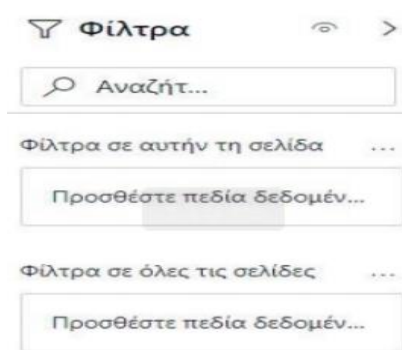 Φίλτρα
Αναζήτ...
Φίλτρα σε αυτήν τη σελίδα ...
Προσθέστε πεδία δεδομέν...
Φίλτρα σε όλες τις σελίδες ...
Προσθέστε πεδία δεδομέν...